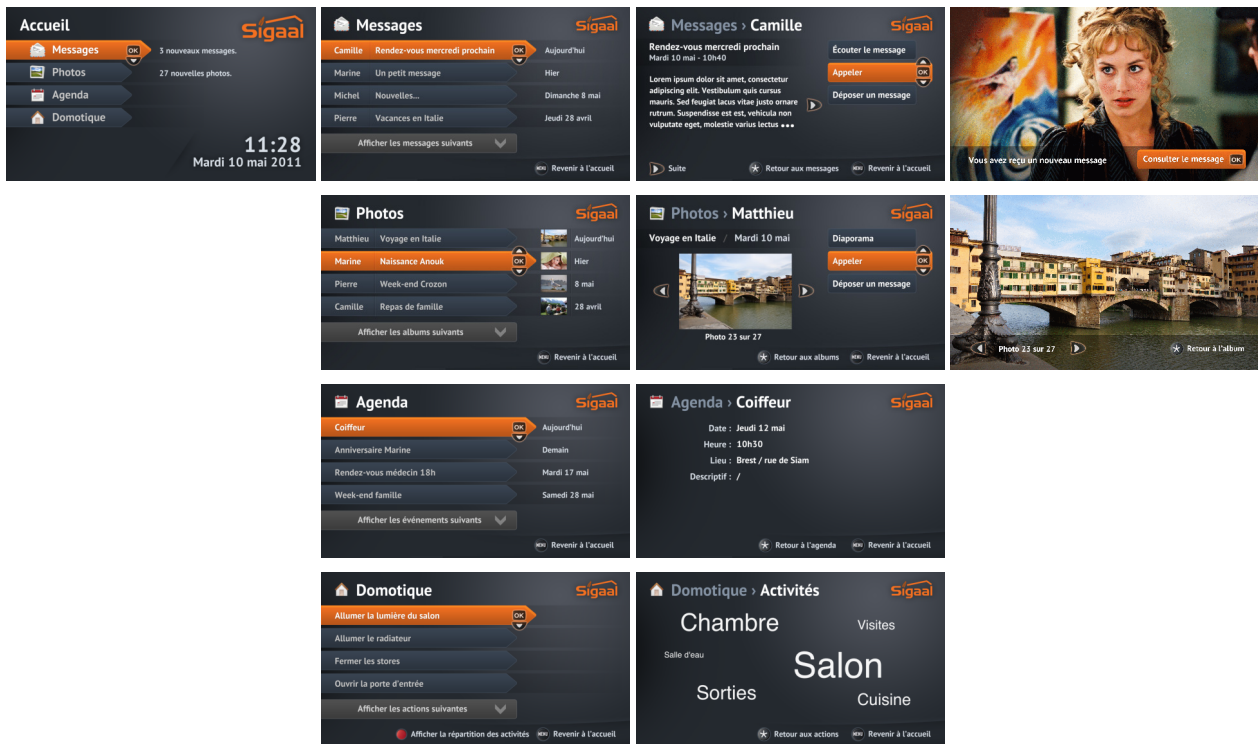 Accueil
Sigaal
Messages OK 3 nouveaux messages.
Photos 27 nouvelles photos.
Agenda
Domotique
11:28
Mardi 10 mai 2011
Messages
Sigaal
Camille Rendez-vous mercredi prochain OK Aujourd'hui
Marine Un petit message Hier
Michel Nouvelles... Dimanche 8 mai
Pierre Vacances en Italie Jeudi 28 avril
Afficher les messages suivants
MENU Revenir à l'accueil
Messages › Camille
Sigaal
Rendez-vous mercredi prochain
Mardi 10 mai - 10h40
Lorem ipsum dolor sit amet, consectetur
adipiscing elit. Vestibulum quis cursus
mauris. Sed feugiat lacus vitae justo ornare
rutrum. Suspendisse est est, vehicula non
vulputate eget, molestie varius lectus •••
Écouter le message
Appeler OK
Déposer un message
Suite
Retour aux messages
MENU Revenir à l'accueil
Vous avez reçu un nouveau message
Consulter le message OK
Photos
Sigaal
Matthieu Voyage en Italie Aujourd'hui
Marine Naissance Anouk OK Hier
Pierre Week-end Crozon 8 mai
Camille Repas de famille 28 avril
Afficher les albums suivants
MENU Revenir à l'accueil
Photos › Matthieu
Sigaal
Voyage en Italie / Mardi 10 mai
Photo 23 sur 27
Diaporama
Appeler OK
Déposer un message
Retour aux albums
MENU Revenir à l'accueil
Photo 23 sur 27
Retour à l'album
Agenda
Sigaal
Coiffeur OK Aujourd'hui
Anniversaire Marine Demain
Rendez-vous médecin 18h Mardi 17 mai
Week-end famille Samedi 28 mai
Afficher les événements suivants
MENU Revenir à l'accueil
Agenda › Coiffeur
Sigaal
Date : Jeudi 12 mai
Heure : 10h30
Lieu : Brest / rue de Siam
Descriptif : /
Retour à l'agenda
MENU Revenir à l'accueil
Domotique
Sigaal
Allumer la lumière du salon OK
Allumer le radiateur
Fermer les stores
Ouvrir la porte d'entrée
Afficher les actions suivantes
Afficher la répartition des activités
MENU Revenir à l'accueil
Domotique › Activités
Sigaal
Chambre
Visites
Salle d'eau
Salon
Sorties
Cuisine
Retour aux actions
MENU Revenir à l'accueil